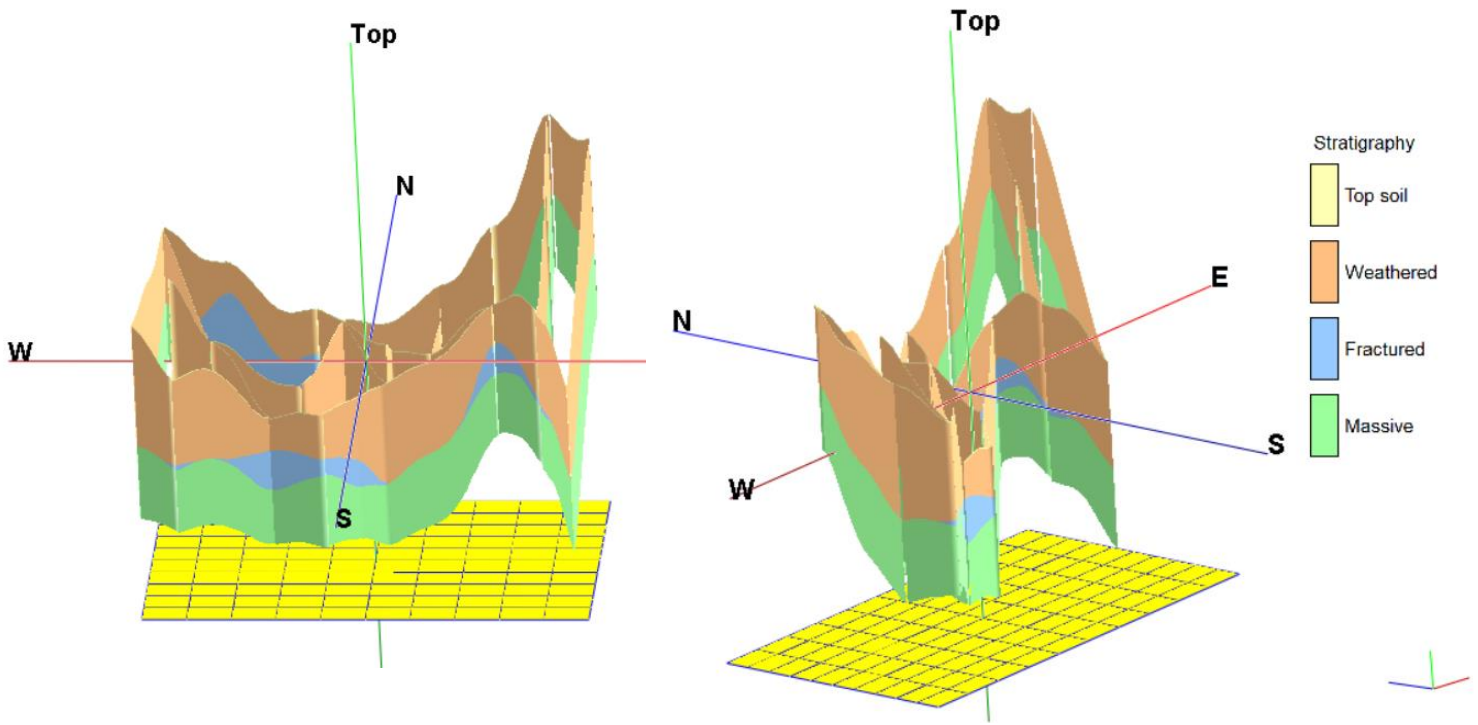 Top
N
W
S
Top
N
E
S
W
Stratigraphy
Top soil
Weathered
Fractured
Massive